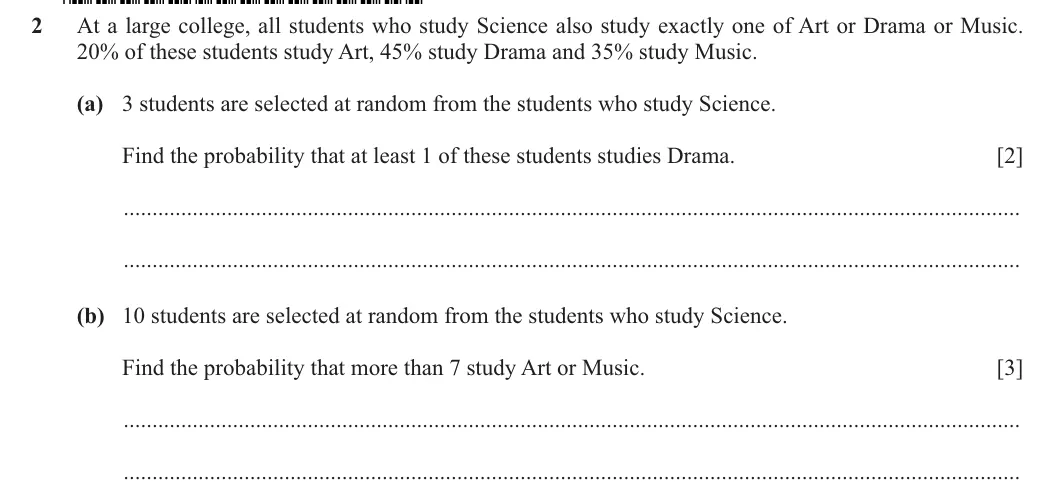 2 At a large college, all students who study Science also study exactly one of Art or Drama or Music.
20% of these students study Art, 45% study Drama and 35% study Music.
(a) 3 students are selected at random from the students who study Science.
Find the probability that at least 1 of these students studies Drama. [2]
(b) 10 students are selected at random from the students who study Science.
Find the probability that more than 7 study Art or Music. [3]